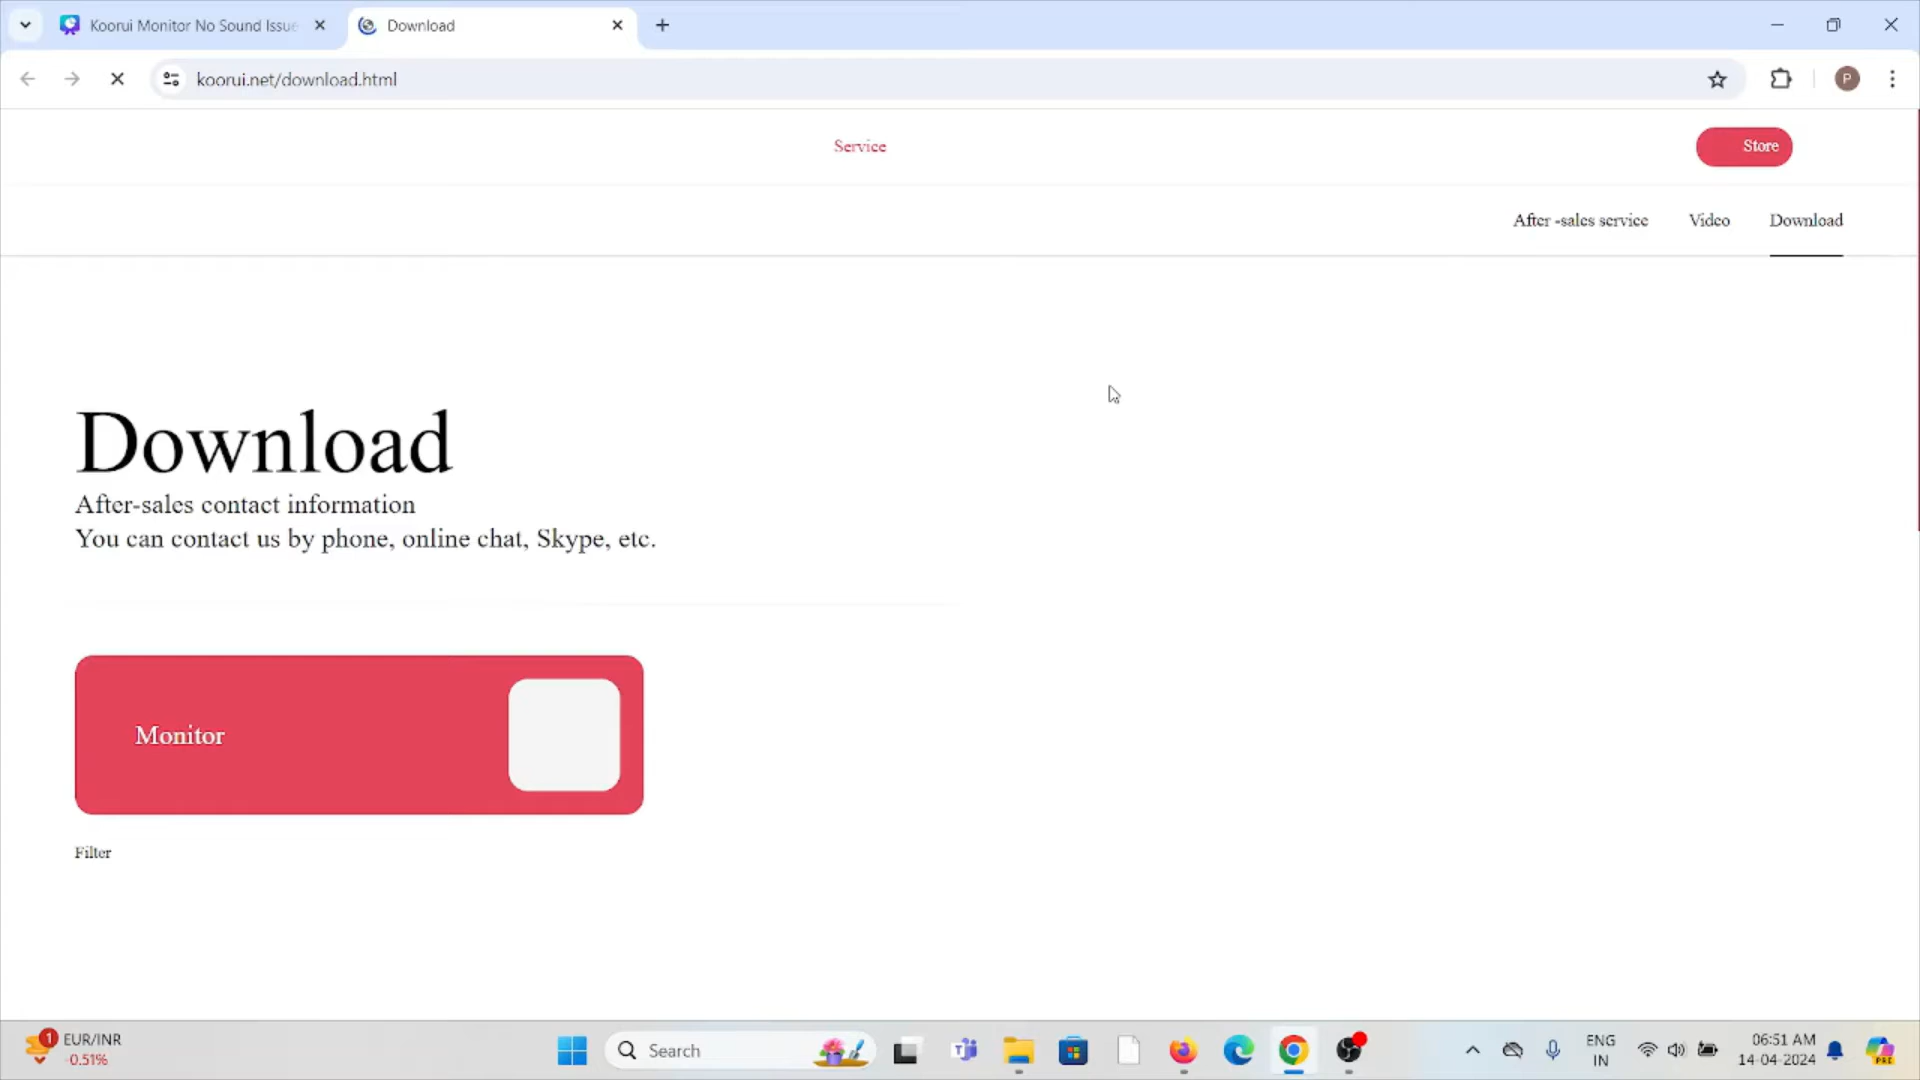 Koorui Monitor No Sound Issue
Download
koorui.net/download.html
P
Service
Store
After -sales service
Video
Download
Download
After-sales contact information
You can contact us by phone, online chat, Skype, etc.
Monitor
Filter
1
EUR/INR
-0.51%
Search
ENG
IN
06:51 AM
14-04-2024
PRE